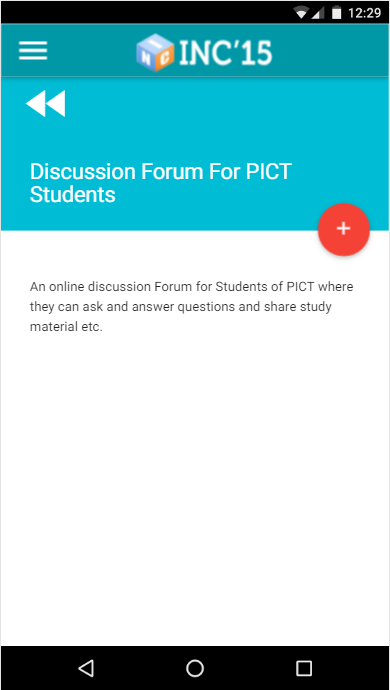 12:29
INC'15
Discussion Forum For PICT
Students
+
An online discussion Forum for Students of PICT where
they can ask and answer questions and share study
material etc.